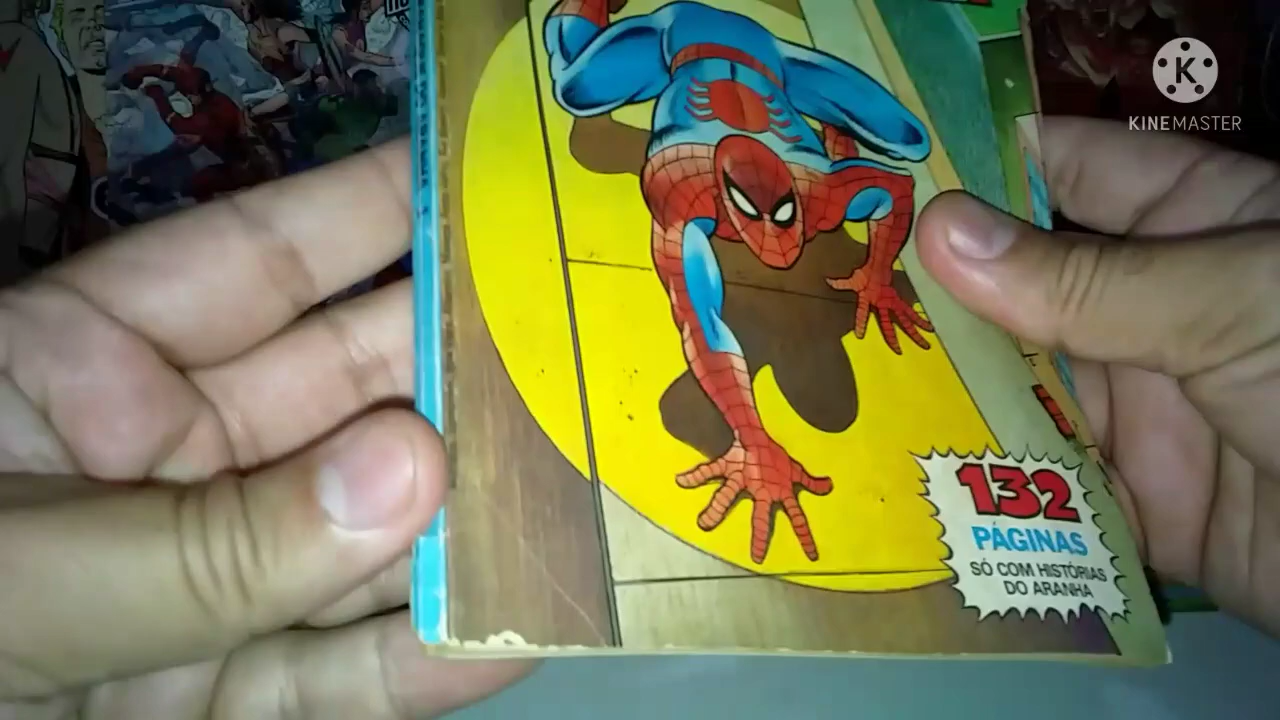 K
KINEMASTER
132
PÁGINAS
SÓ COM HISTÓRIAS
DO ARANHA